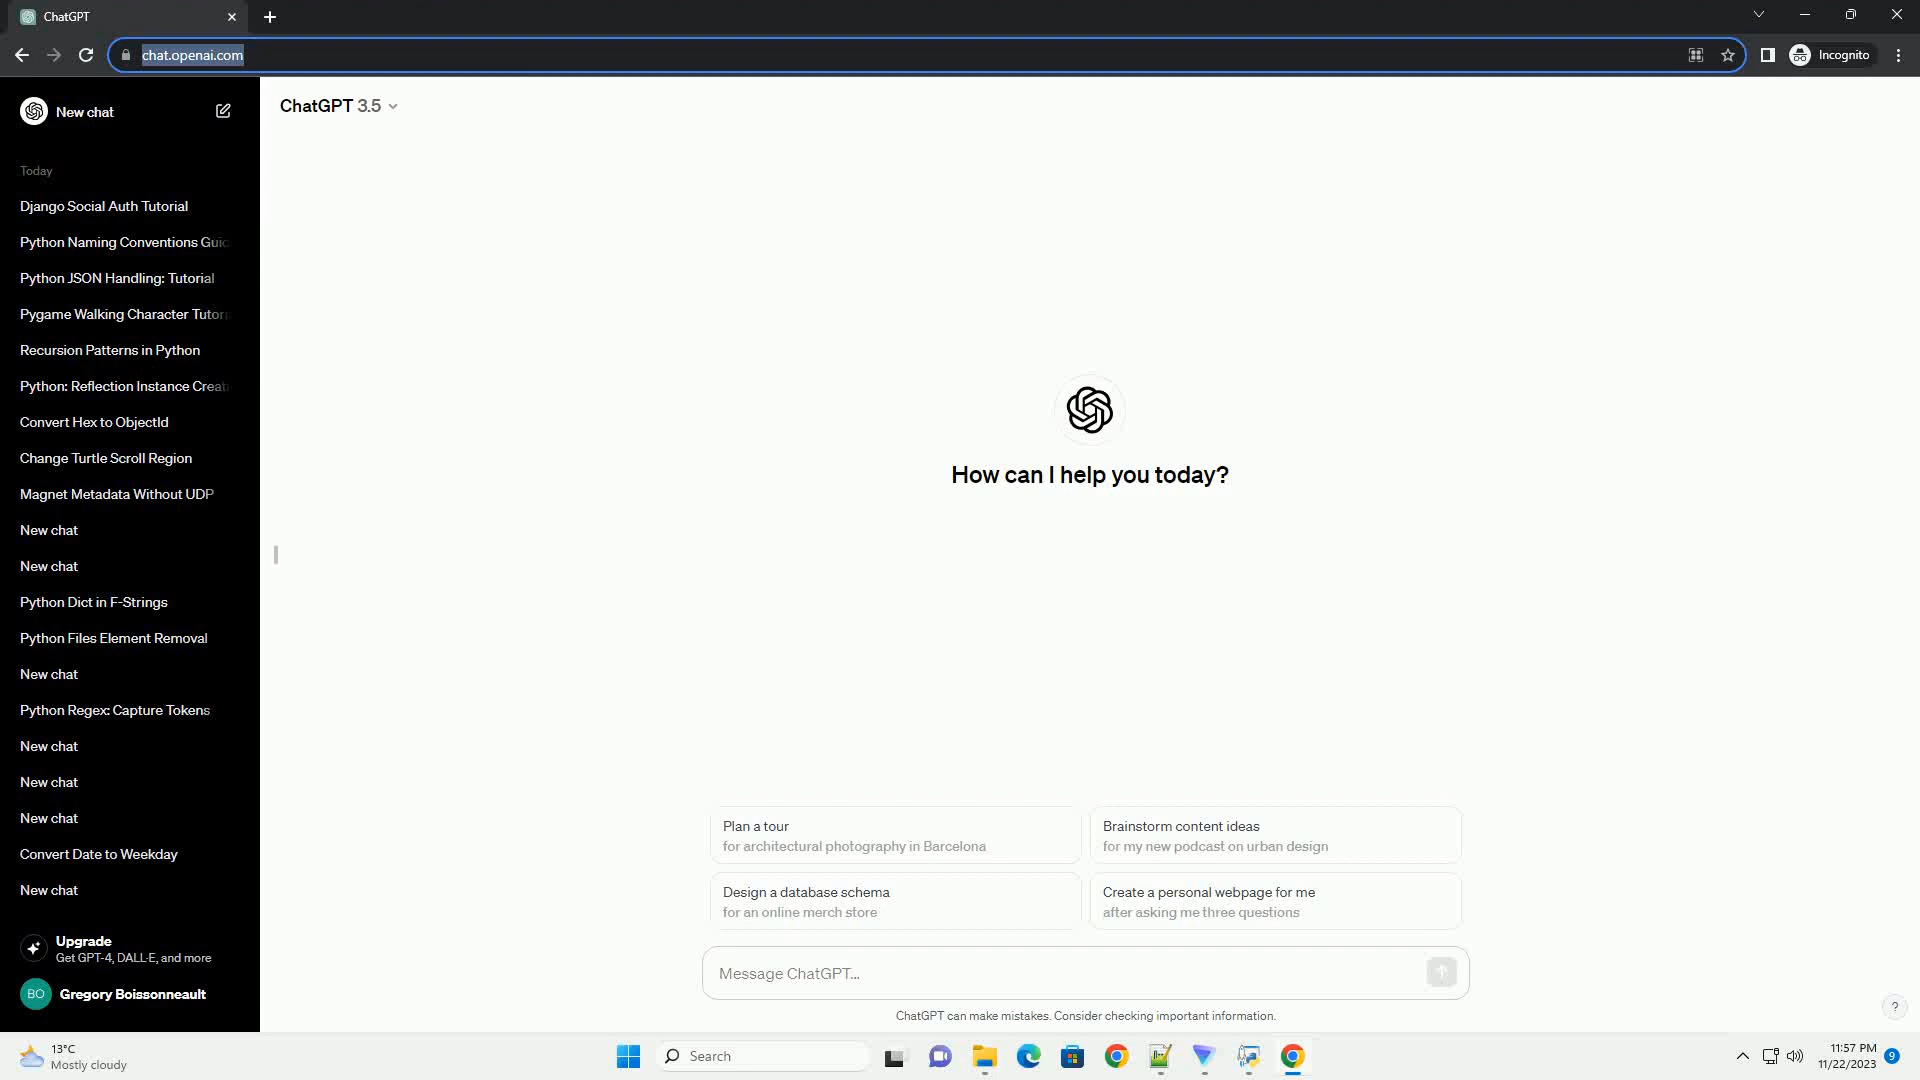 ChatGPT
chat.openai.com
Incognito
New chat
ChatGPT 3.5
Today
Django Social Auth Tutorial
Python Naming Conventions
Python JSON Handling: Tutorial
Pygame Walking Character
Recursion Patterns in Python
Python: Reflection Instance
Convert Hex to ObjectId
Change Turtle Scroll Region
Magnet Metadata Without UDP
New chat
New chat
Python Dict in F-Strings
Python Files Element Removal
New chat
Python Regex: Capture Tokens
New chat
New chat
New chat
Convert Date to Weekday
New chat
Upgrade
Get GPT-4, DALL·E, and more
BO
Gregory Boissonneault
How can I help you today?
Plan a tour
for architectural photography in Barcelona
Brainstorm content ideas
for my new podcast on urban design
Design a database schema
for an online merch store
Create a personal webpage for me
after asking me three questions
Message ChatGPT...
ChatGPT can make mistakes. Consider checking important information.
?
13°C
Mostly cloudy
Search
11:57 PM
11/22/2023
9